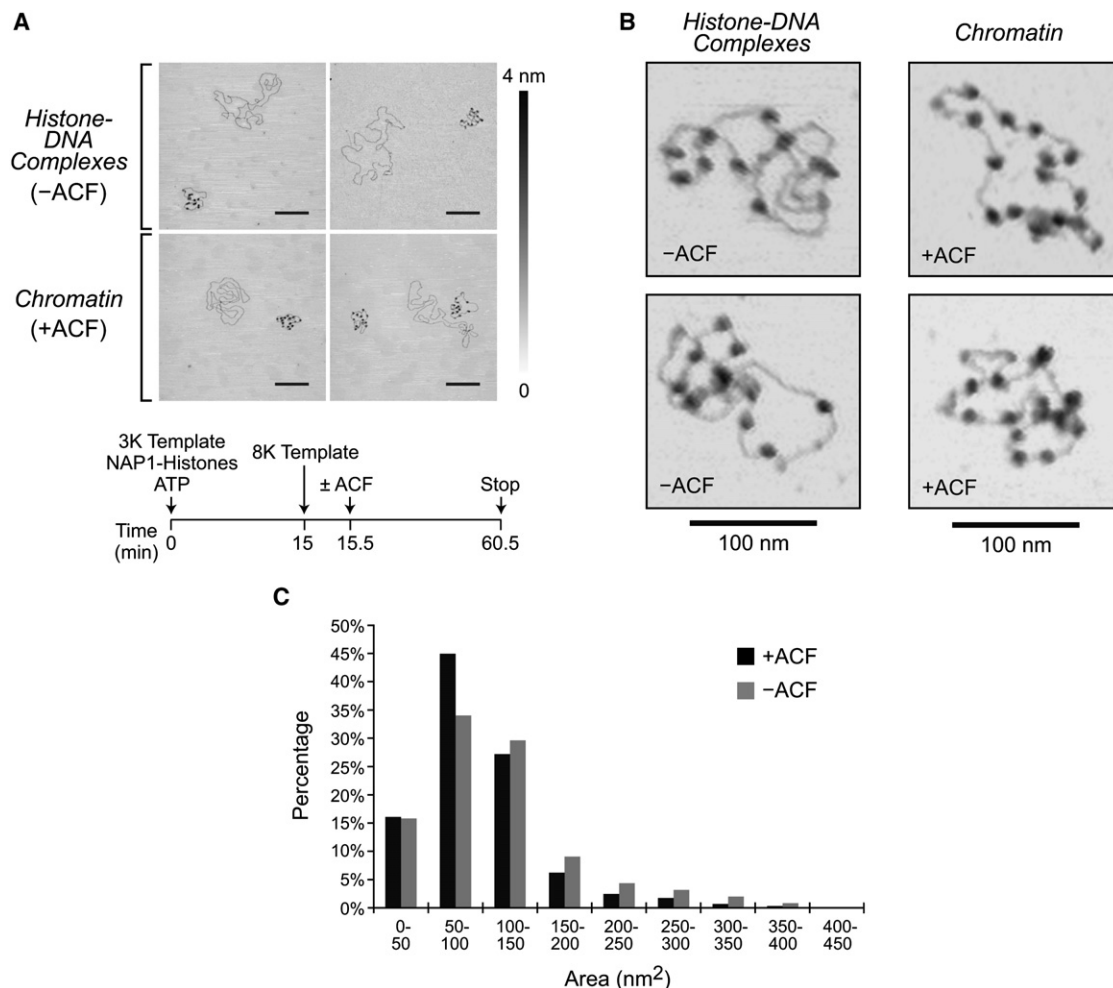 A
Histone-
DNA
Complexes
(−ACF)
4 nm
Chromatin
(+ACF)
0
3K Template
NAP1-Histones
ATP
8K Template
± ACF
Stop
Time
(min)
0
15
15.5
60.5
B
Histone-DNA
Complexes
Chromatin
−ACF
+ACF
−ACF
+ACF
100 nm
100 nm
C
50%
45%
40%
35%
30%
25%
20%
15%
10%
5%
0%
Percentage
+ACF
−ACF
0-
50
50-
100
100-
150
150-
200
200-
250
250-
300
300-
350
350-
400
400-
450
Area (nm²)